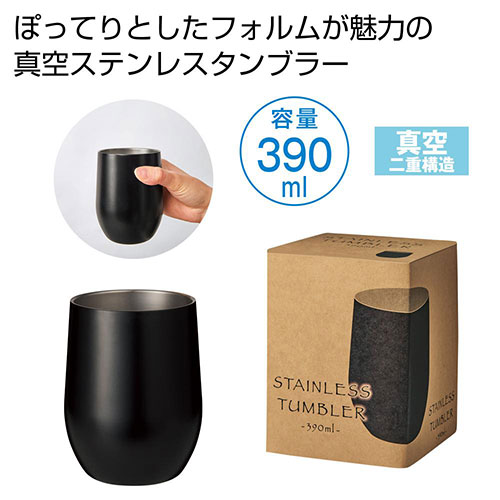 ぽってりとしたフォルムが魅力の
真空ステンレスタンブラー
容量
390
ml
真空
二重構造
STAINLESS
TUMBLER
STAINLESS
TUMBLER
-390ml-